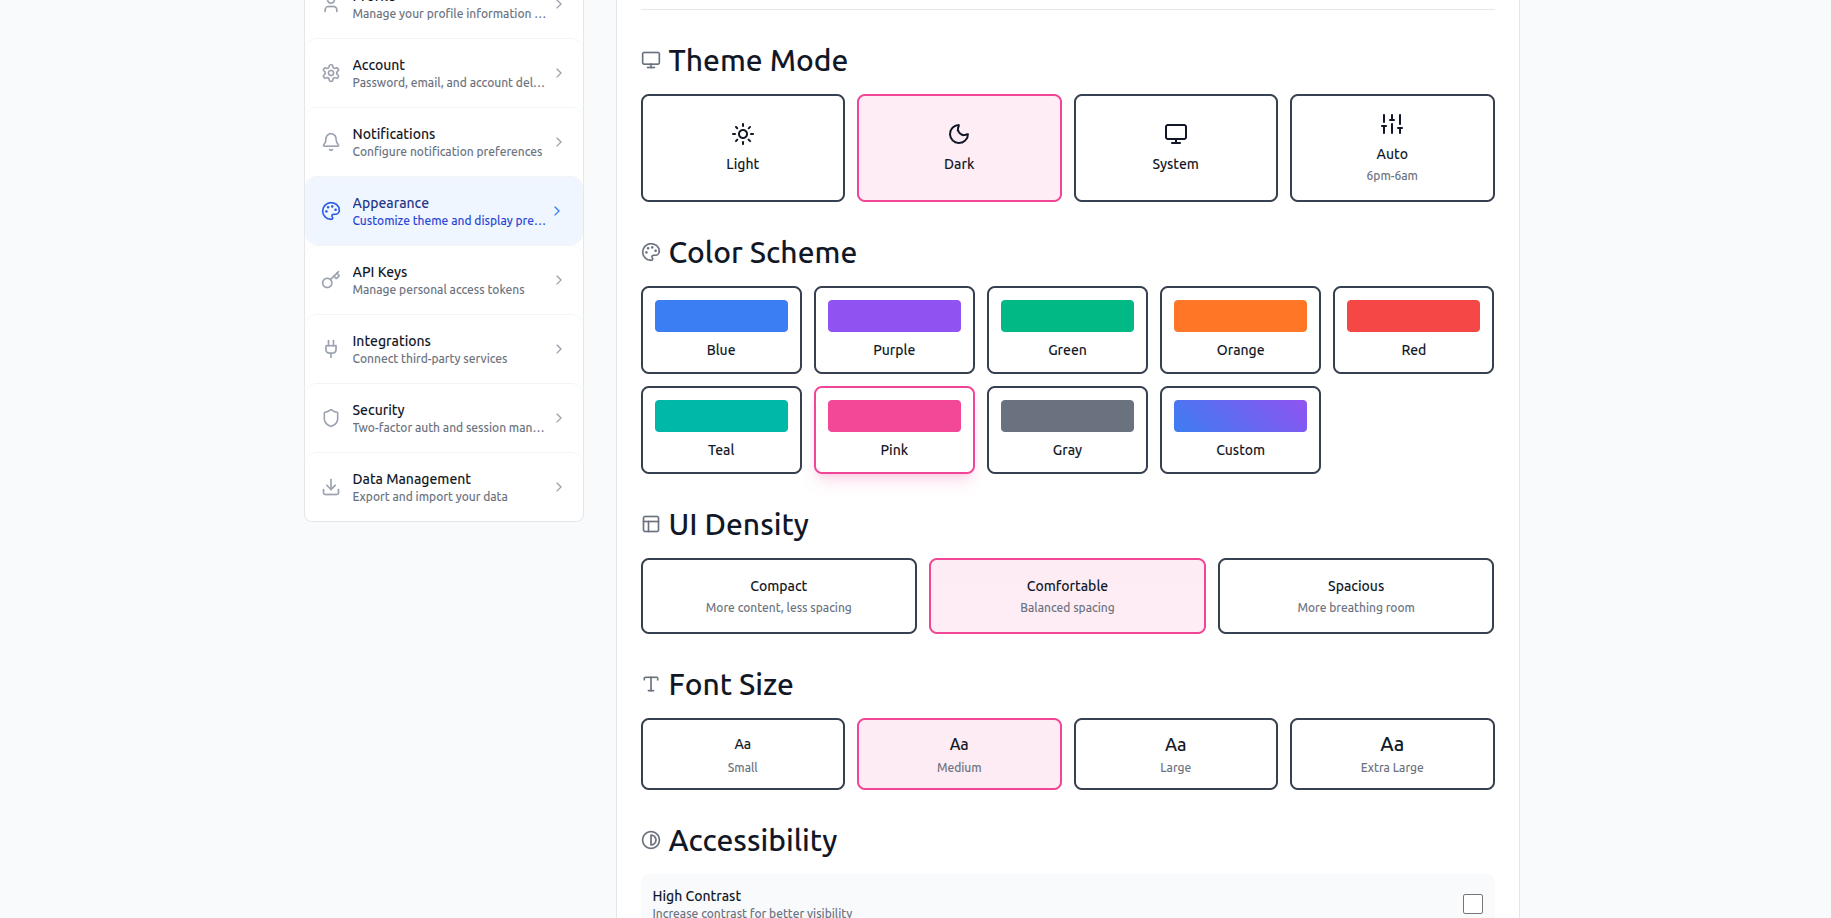 Manage your profile information ...
Account
Password, email, and account del...
Notifications
Configure notification preferences
Appearance
Customize theme and display pre...
API Keys
Manage personal access tokens
Integrations
Connect third-party services
Security
Two-factor auth and session man...
Data Management
Export and import your data
Theme Mode
Light
Dark
System
Auto
6pm-6am
Color Scheme
Blue
Purple
Green
Orange
Red
Teal
Pink
Gray
Custom
UI Density
Compact
More content, less spacing
Comfortable
Balanced spacing
Spacious
More breathing room
Font Size
Aa
Small
Aa
Medium
Aa
Large
Aa
Extra Large
Accessibility
High Contrast
Increase contrast for better visibility